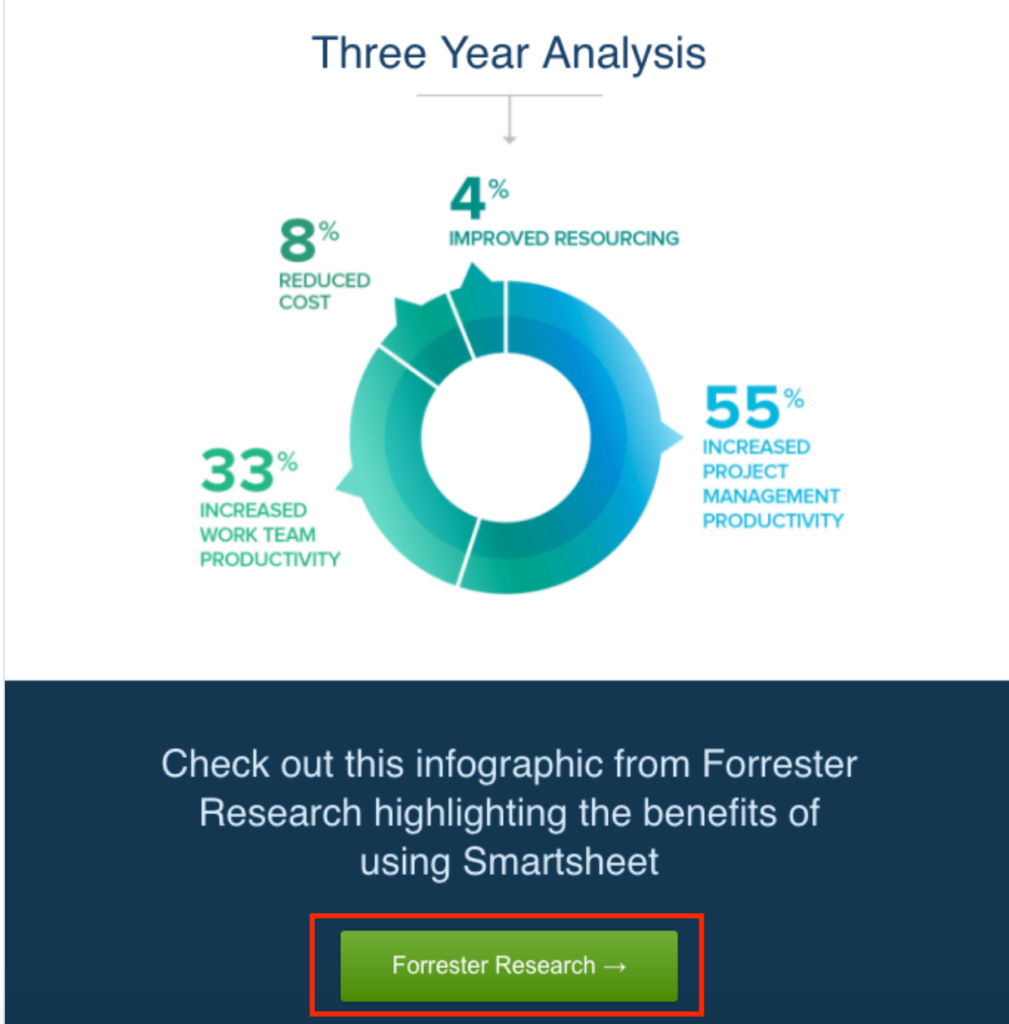 Three Year Analysis
4%
IMPROVED RESOURCING
8%
REDUCED
COST
55%
INCREASED
PROJECT
MANAGEMENT
PRODUCTIVITY
33%
INCREASED
WORK TEAM
PRODUCTIVITY
Check out this infographic from Forrester
Research highlighting the benefits of
using Smartsheet
Forrester Research →